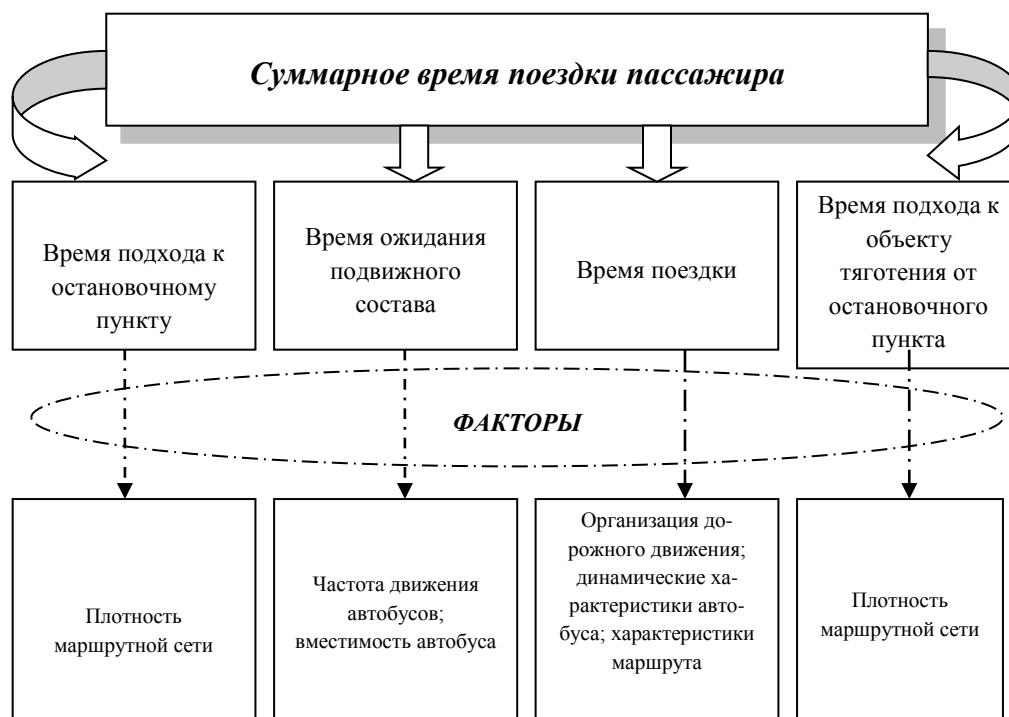 Суммарное время поездки пассажира
Время подхода к
остановочному
пункту
Время ожидания
подвижного
состава
Время поездки
Время подхода к
объекту
тяготения от
остановочного
пункта
ФАКТОРЫ
Плотность
маршрутной сети
Частота движения
автобусов;
вместимость автобуса
Организация до-
рожного движения;
динамические ха-
рактеристики авто-
буса; характеристики
маршрута
Плотность
маршрутной сети